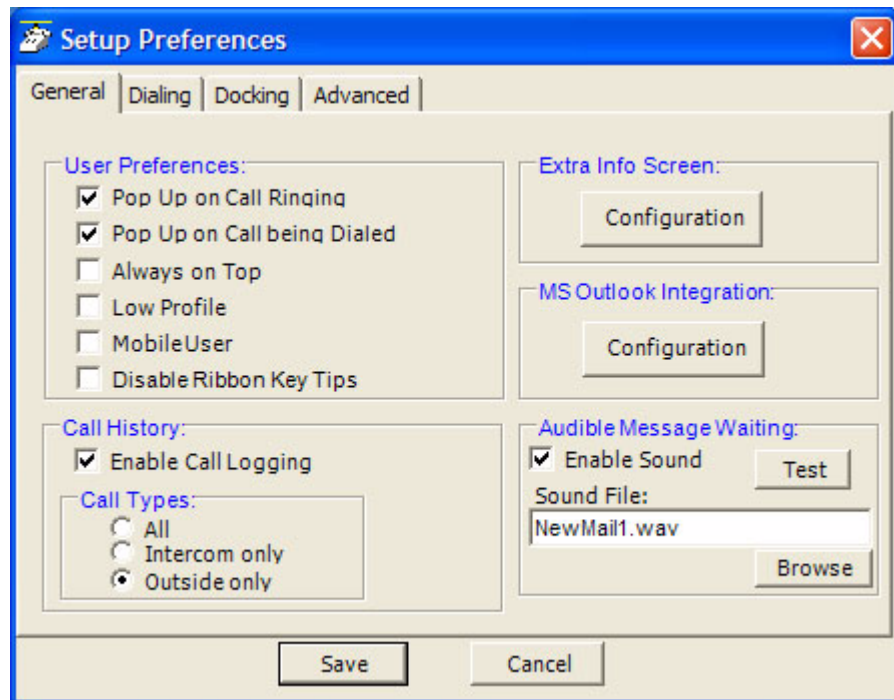 Setup Preferences
General
Dialing
Docking
Advanced
User Preferences:
Pop Up on Call Ringing
Pop Up on Call being Dialed
Always on Top
Low Profile
MobileUser
Disable Ribbon Key Tips
Extra Info Screen:
Configuration
MS Outlook Integration:
Configuration
Call History:
Enable Call Logging
Call Types:
All
Intercom only
Outside only
Audible Message Waiting:
Enable Sound
Test
Sound File:
NewMail1.wav
Browse
Save
Cancel